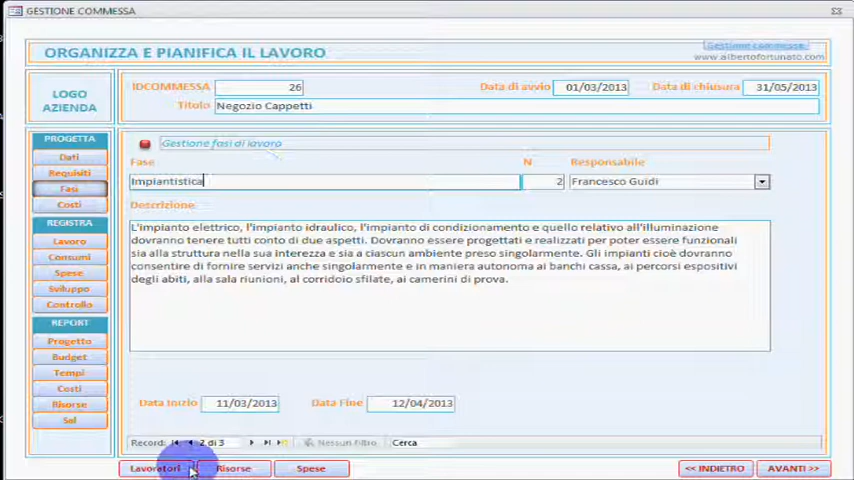 GESTIONE COMMESSA
ORGANIZZA E PIANIFICA IL LAVORO
Gestione commesse
www.albertofortunato.com
LOGO AZIENDA
IDCOMMESSA 26 Data di avvio 01/03/2013 Data di chiusura 31/05/2013
Titolo Negozio Cappetti
PROGETTA
Dati
Requisiti
Fasi
Costi
REGISTRA
Lavoro
Consumi
Spese
Sviluppo
Controllo
REPORT
Progetto
Budget
Tempi
Costi
Risorse
Sal
Gestione fasi di lavoro
Fase N Responsabile
Impiantistica 2 Francesco Guidi
Descrizione
L'impianto elettrico, l'impianto idraulico, l'impianto di condizionamento e quello relativo all'illuminazione
dovranno tenere tutti conto di due aspetti. Dovranno essere progettati e realizzati per poter essere funzionali
sia alla struttura nella sua interezza e sia a ciascun ambiente preso singolarmente. Gli impianti cioè dovranno
consentire di fornire servizi anche singolarmente e in maniera autonoma ai banchi cassa, ai percorsi espositivi
degli abiti, alla sala riunioni, al corridoio sfilate, ai camerini di prova.
Data Inizio 11/03/2013 Data Fine 12/04/2013
Record: 2 di 3 Nessun filtro Cerca
Lavoratori Risorse Spese << INDIETRO AVANTI >>